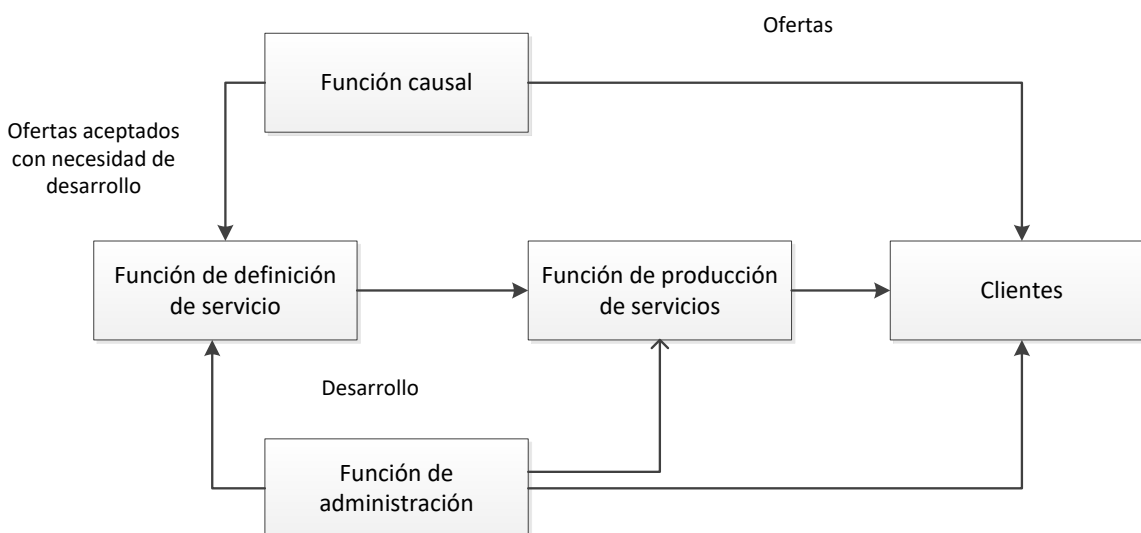 Ofertas
Función causal
Ofertas aceptados
con necesidad de
desarrollo
Función de definición
de servicio
Función de producción
de servicios
Clientes
Desarrollo
Función de
administración